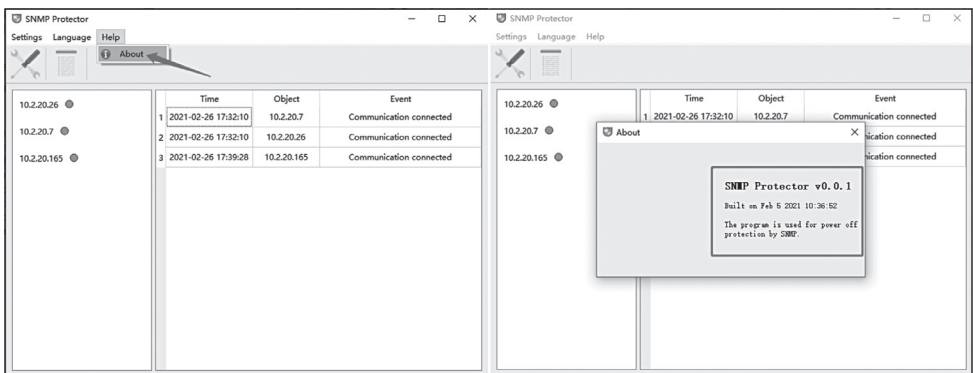 SNMP Protector
Settings Language Help
About
10.2.20.26
10.2.20.7
10.2.20.165
Time Object Event
1 2021-02-26 17:32:10 10.2.20.7 Communication connected
2 2021-02-26 17:32:10 10.2.20.26 Communication connected
3 2021-02-26 17:39:28 10.2.20.165 Communication connected
SNMP Protector
Settings Language Help
10.2.20.26
10.2.20.7
10.2.20.165
Time Object Event
1 2021-02-26 17:32:10 10.2.20.7 Communication connected
connected
connected
About
SNMP Protector v0.0.1
Built on Feb 5 2021 10:36:52
The program is used for power off
protection by SNMP.